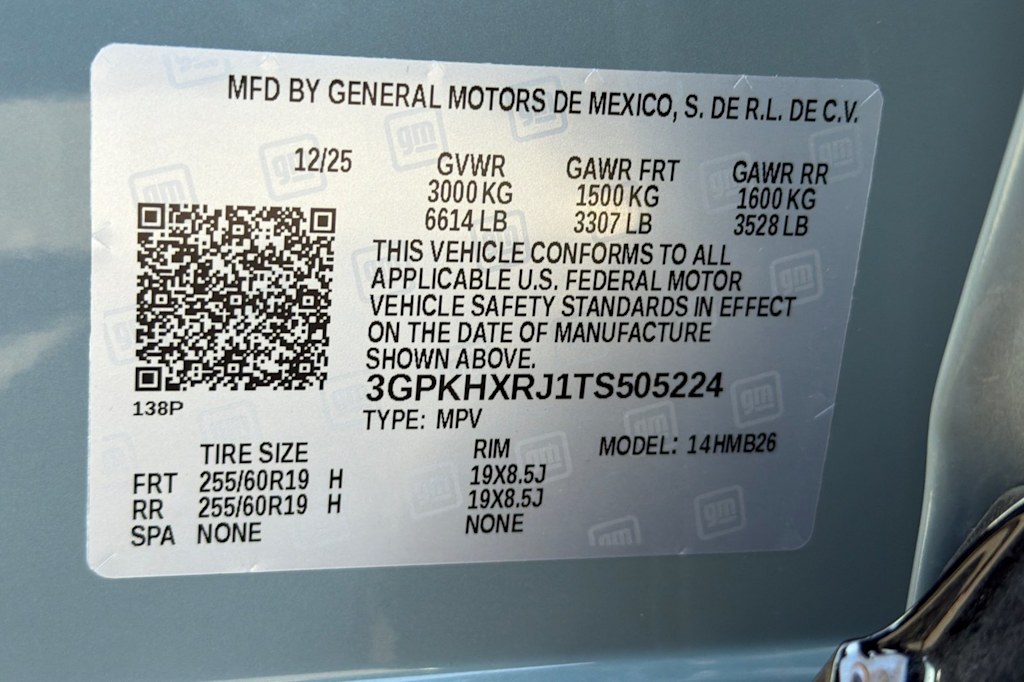 MFD BY GENERAL MOTORS DE MEXICO, S. DE R.L. DE C.V.
12/25 GVWR GAWR FRT GAWR RR
3000 KG 1500 KG 1600 KG
6614 LB 3307 LB 3528 LB
THIS VEHICLE CONFORMS TO ALL
APPLICABLE U.S. FEDERAL MOTOR
VEHICLE SAFETY STANDARDS IN EFFECT
ON THE DATE OF MANUFACTURE
SHOWN ABOVE.
3GPKHXRJ1TS505224
138P
TYPE: MPV
TIRE SIZE RIM MODEL: 14HMB26
FRT 255/60R19 H 19X8.5J
RR 255/60R19 H 19X8.5J
SPA NONE NONE